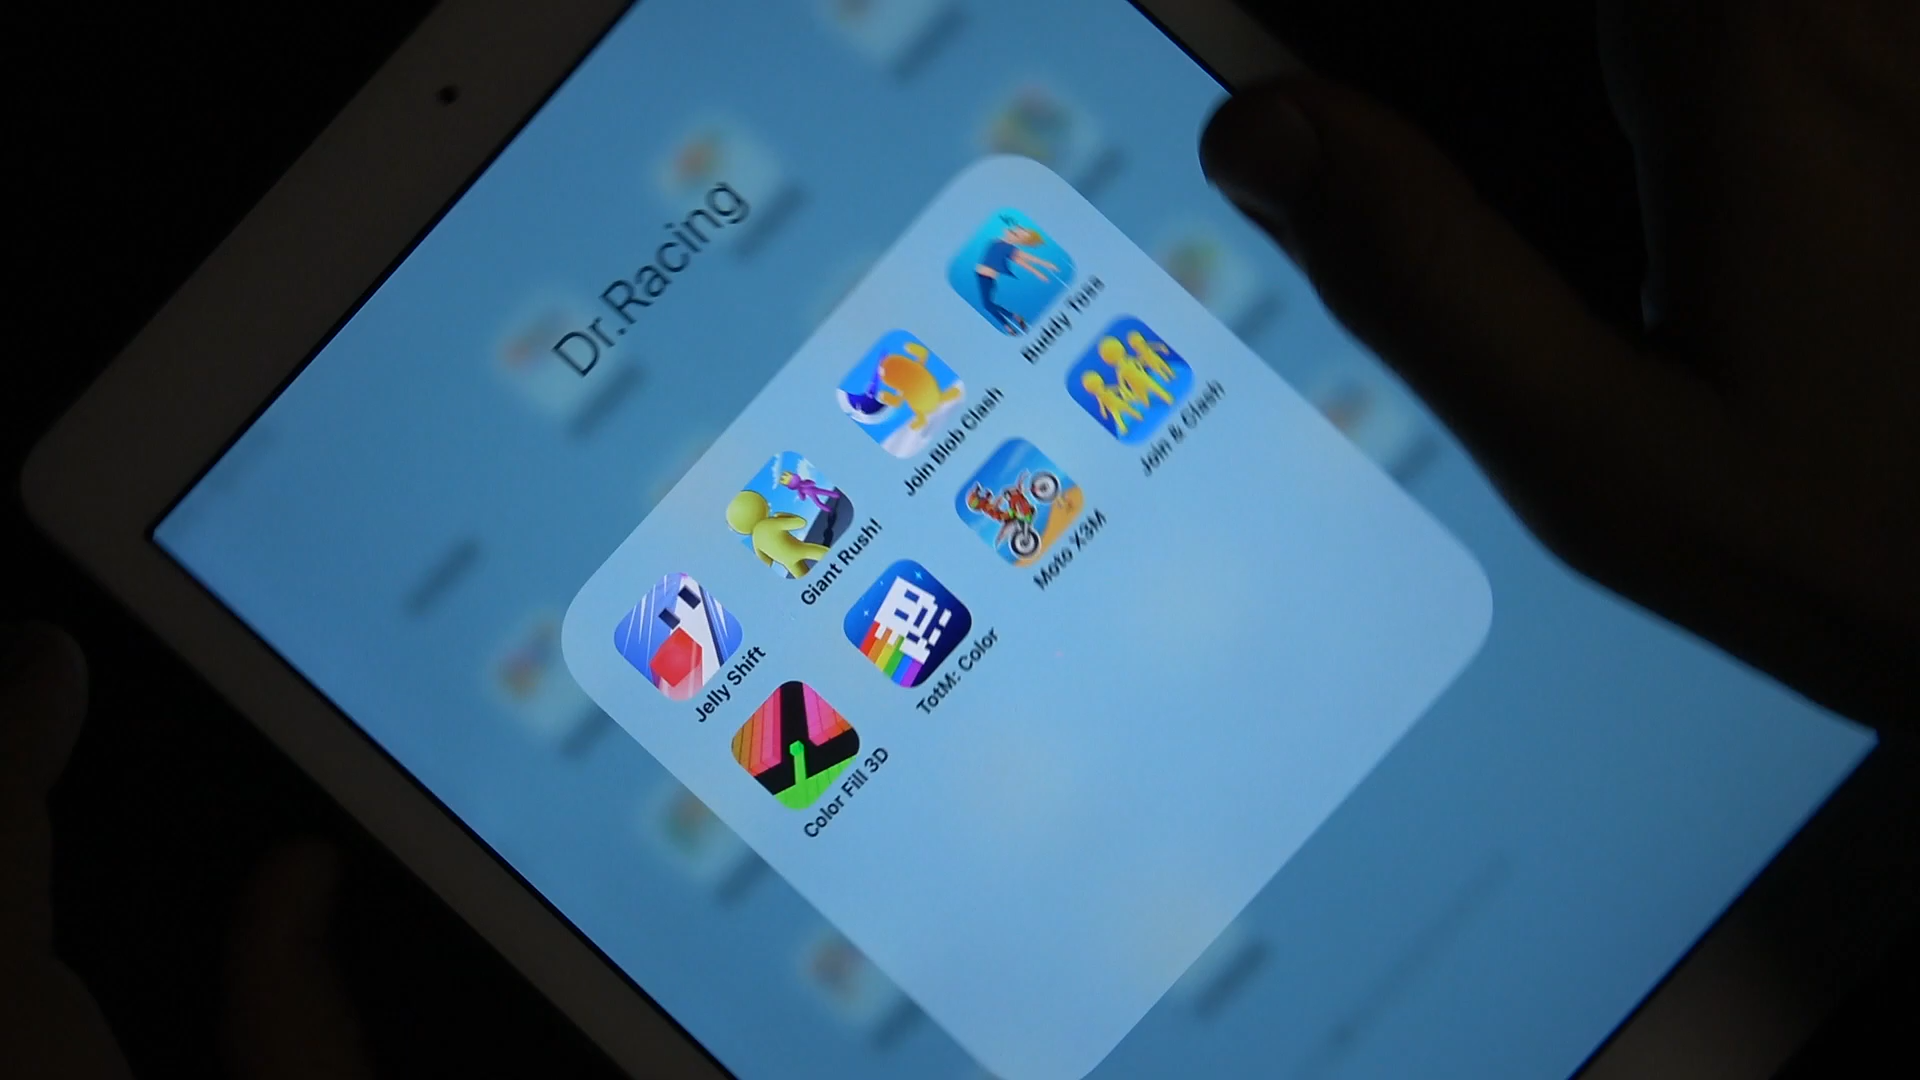 Dr.Racing
Jelly Shift
Giant Rush!
Join Blob Clash
Buddy Toss
Color Fill 3D
TotM: Color
Moto X3M
Join & Clash